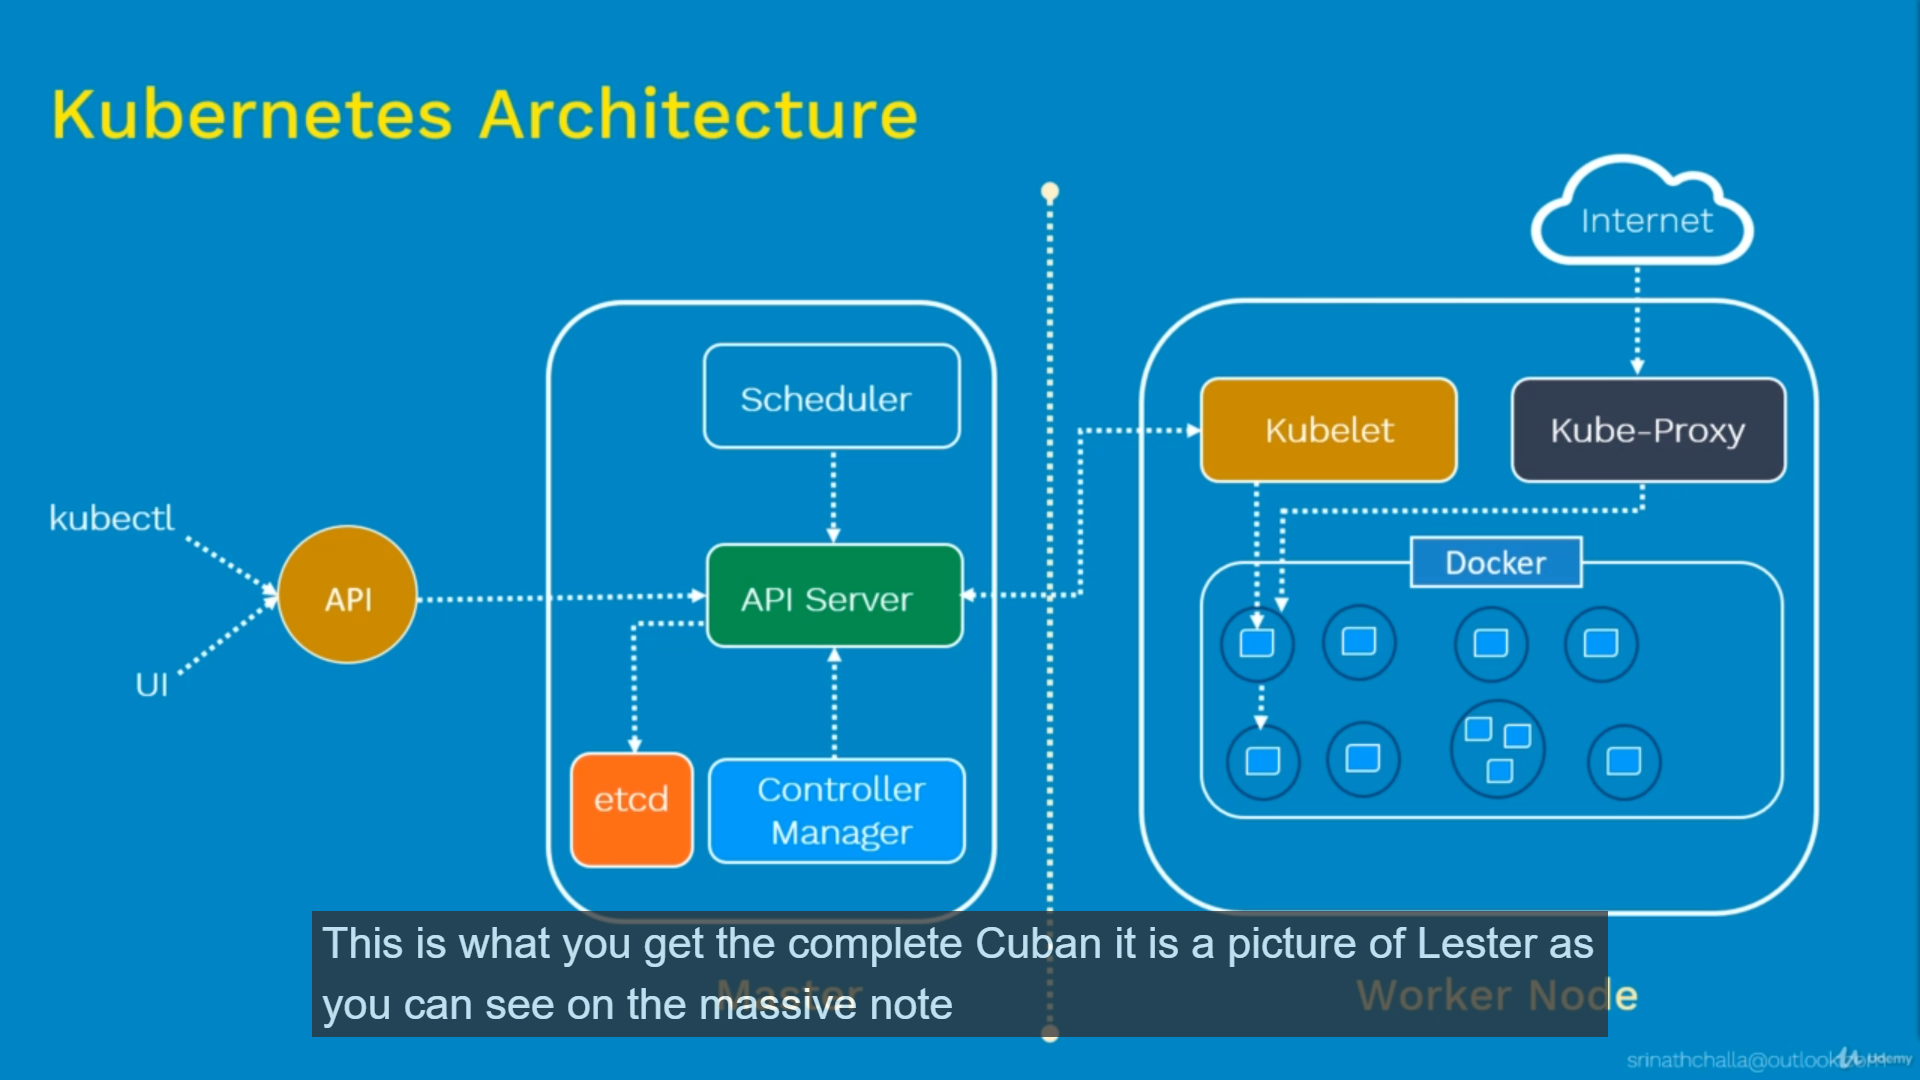 Kubernetes Architecture
Internet
Scheduler
Kubelet
Kube-Proxy
kubectl
Docker
API
API Server
UI
etcd
Controller
Manager
This is what you get the complete Cuban it is a picture of Lester as
you can see on the massive note
Master
Worker Node
srinathchalla@outlook.com
Udemy